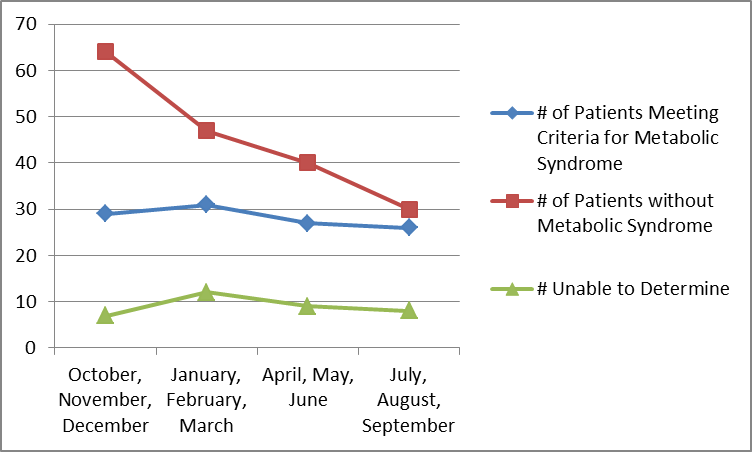 70
60
50
40
30
20
10
0
October,
November,
December
January,
February,
March
April, May,
June
July,
August,
September
# of Patients Meeting
Criteria for Metabolic
Syndrome
# of Patients without
Metabolic Syndrome
# Unable to Determine